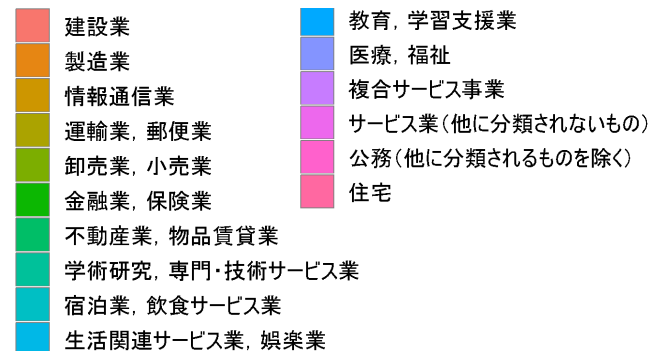 建設業
製造業
情報通信業
運輸業, 郵便業
卸売業, 小売業
金融業, 保険業
不動産業, 物品賃貸業
学術研究, 専門・技術サービス業
宿泊業, 飲食サービス業
生活関連サービス業, 娯楽業
教育, 学習支援業
医療, 福祉
複合サービス事業
サービス業(他に分類されないもの)
公務(他に分類されるものを除く)
住宅